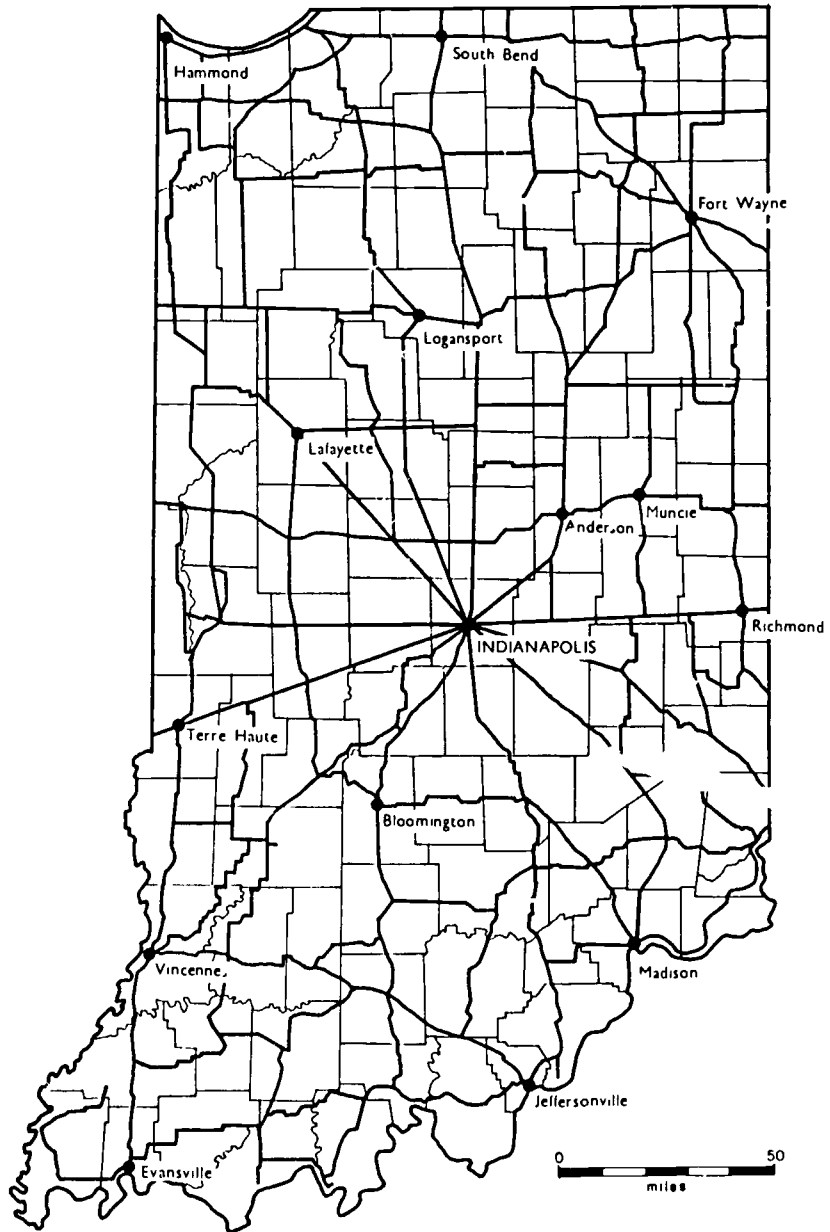 Hammond
South Bend
Fort Wayne
Logansport
Lafayette
Anderson
Muncie
INDIANAPOLIS
Richmond
Terre Haute
Bloomington
Vincenne
Madison
Jeffersonville
Evansville
0 50
miles